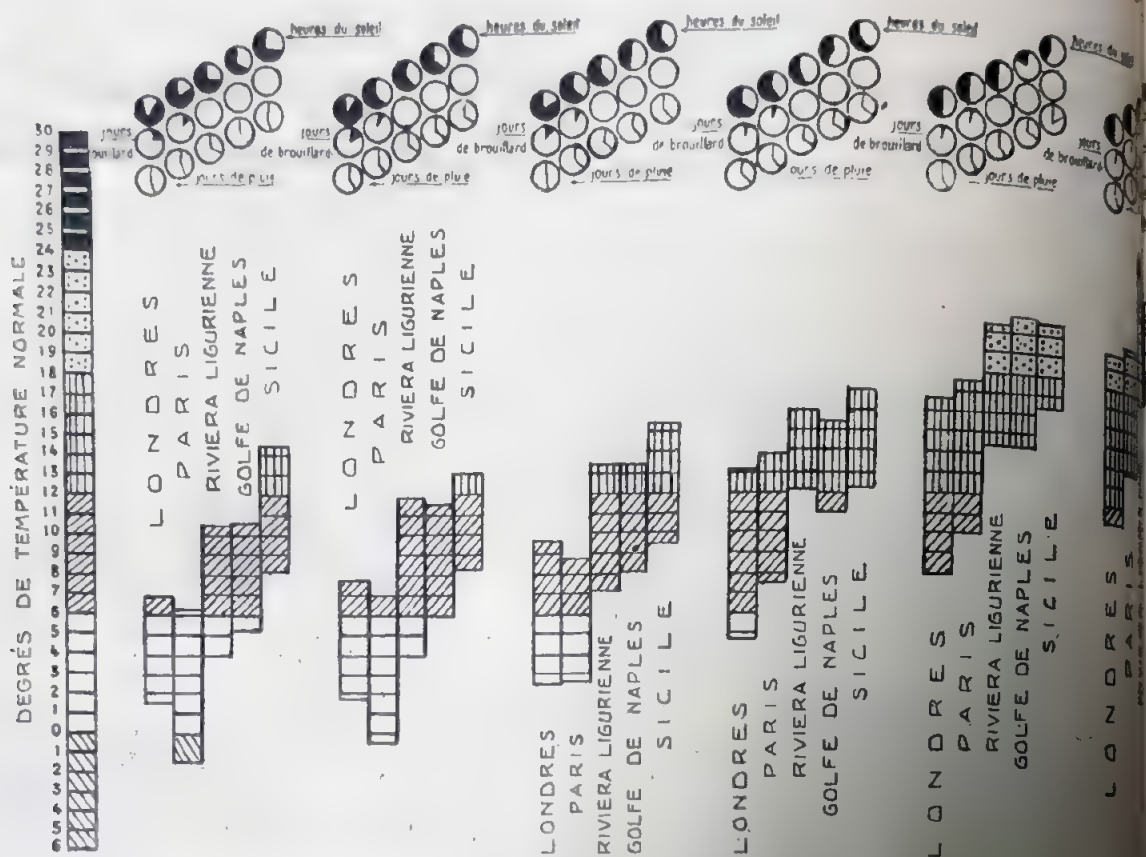 DEGRÉS DE TEMPÉRATURE NORMALE
30
29
28
27
26
25
24
23
22
21
20
19
18
17
16
15
14
13
12
11
10
9
8
7
6
5
4
3
2
1
0
1
2
3
4
5
6
heures du soleil
jours
brouillard
jours de pluie
LONDRES
PARIS
RIVIERA LIGURIENNE
GOLFE DE NAPLES
SICILE
heures du soleil
jours
de brouillard
jours de pluie
LONDRES
PARIS
RIVIERA LIGURIENNE
GOLFE DE NAPLES
SICILE
heures du soleil
jours
de brouillard
jours de pluie
LONDRES
PARIS
RIVIERA LIGURIENNE
GOLFE DE NAPLES
SICILE
heures du soleil
jours
de brouillard
ours de pluie
LONDRES
PARIS
RIVIERA LIGURIENNE
GOLFE DE NAPLES
SICILE
heures du
jours
de brouillard
jours de pluie
LONDRES
PARIS
RIVIERA LIGURIENNE
GOLFE DE NAPLES
SICILE
jours
de brouillard
LONDRES
PARIS